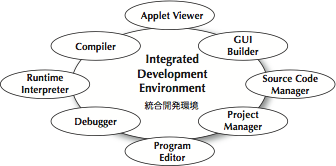 Applet Viewer
Compiler
GUI
Builder
Integrated
Development
Environment
統合開発環境
Runtime
Interpreter
Source Code
Manager
Debugger
Project
Manager
Program
Editor